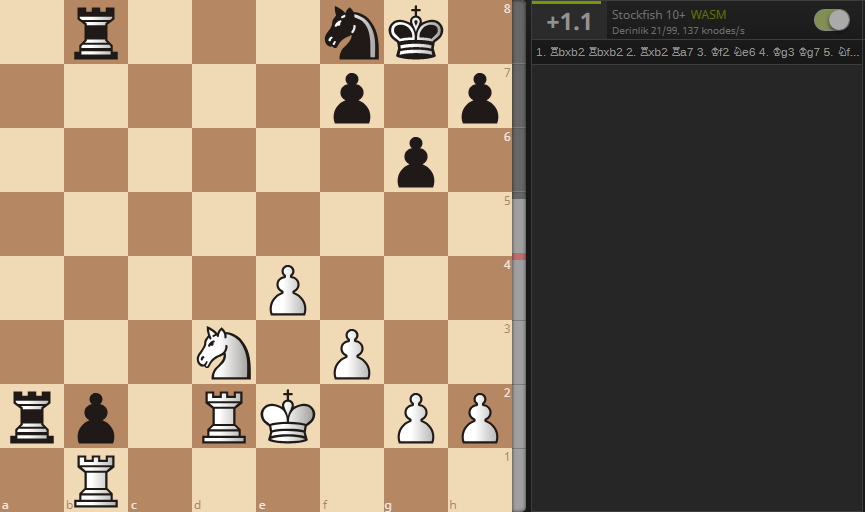 8
7
6
5
4
3
2
1
a b c d e f g h
+1.1
Stockfish 10+ WASM
Derinlik 21/99, 137 knodes/s
1. ♖bxb2 ♖bxb2 2. ♖xb2 ♖a7 3. ♔f2 ♘e6 4. ♔g3 ♔g7 5. ♘f...